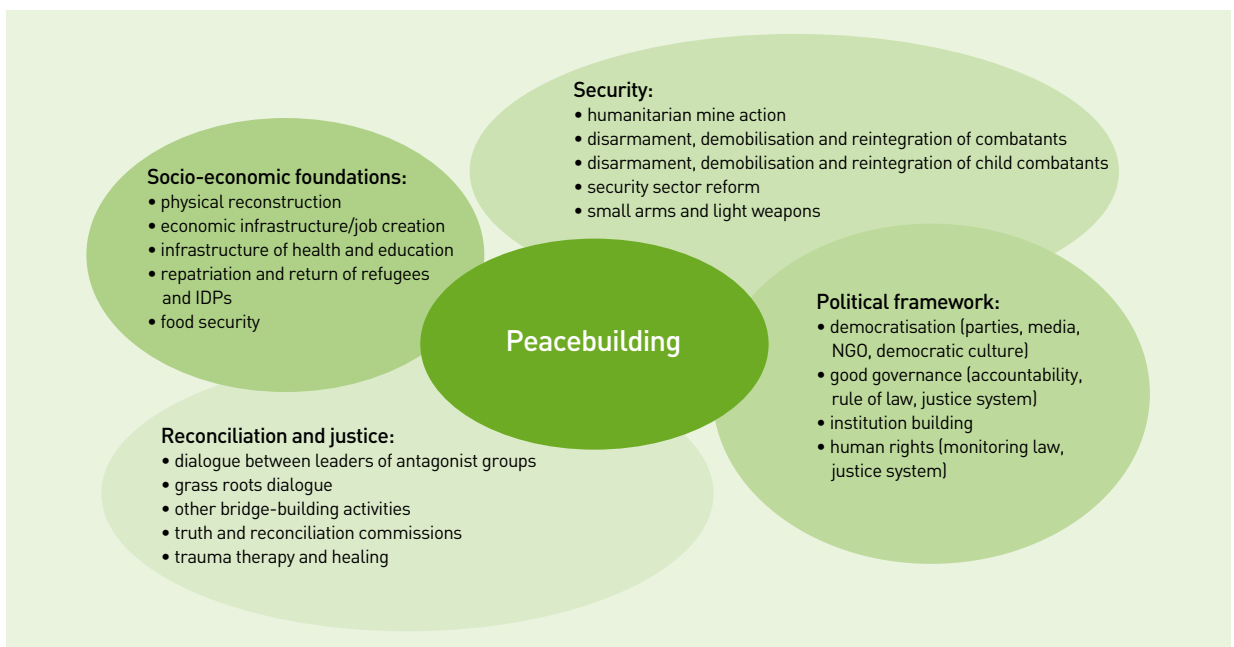 Security:
• humanitarian mine action
• disarmament, demobilisation and reintegration of combatants
• disarmament, demobilisation and reintegration of child combatants
• security sector reform
• small arms and light weapons
Socio-economic foundations:
• physical reconstruction
• economic infrastructure/job creation
• infrastructure of health and education
• repatriation and return of refugees
and IDPs
• food security
Peacebuilding
Political framework:
• democratisation (parties, media,
NGO, democratic culture)
• good governance (accountability,
rule of law, justice system)
• institution building
• human rights (monitoring law,
justice system)
Reconciliation and justice:
• dialogue between leaders of antagonist groups
• grass roots dialogue
• other bridge-building activities
• truth and reconciliation commissions
• trauma therapy and healing